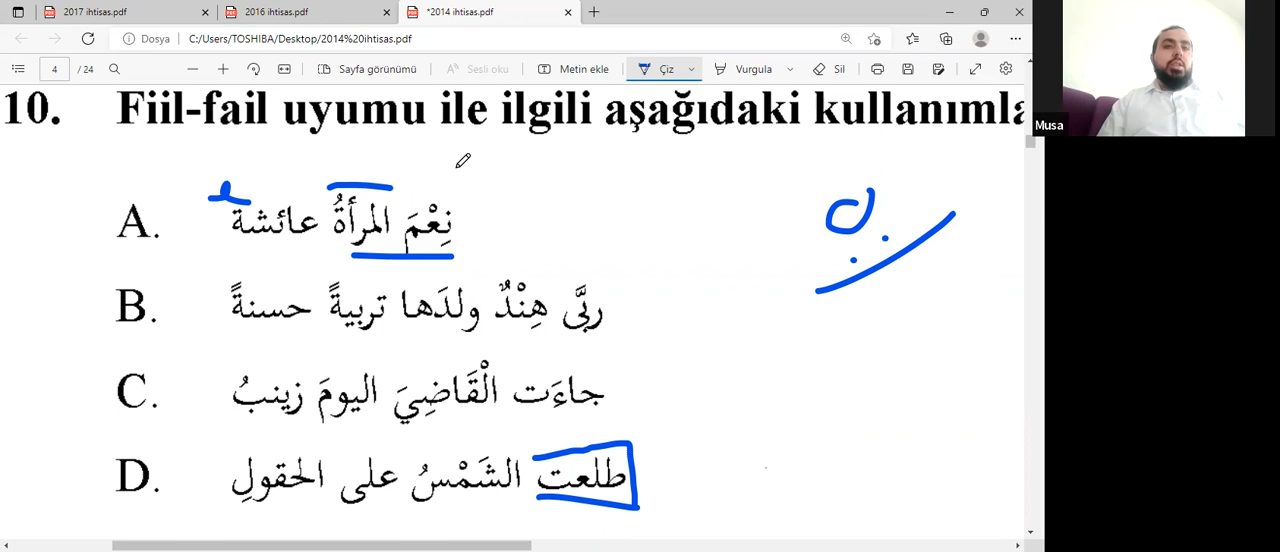 2017 ihtisas.pdf
2016 ihtisas.pdf
*2014 ihtisas.pdf
Dosya
C:/Users/TOSHIBA/Desktop/2014%20ihtisas.pdf
4 / 24
Sayfa görünümü
Sesli oku
Metin ekle
Çiz
Vurgula
Sil
Musa
10. Fiil-fail uyumu ile ilgili aşağıdaki kullanımla
A. نِعْمَ المرأةُ عائشة
B. ربَّى هِنْدٌ ولدَها تربيةً حسنةً
C. جاءَت الْقَاضِيَ اليومَ زينبُ
D. طلعت الشَمْسُ على الحقولِ